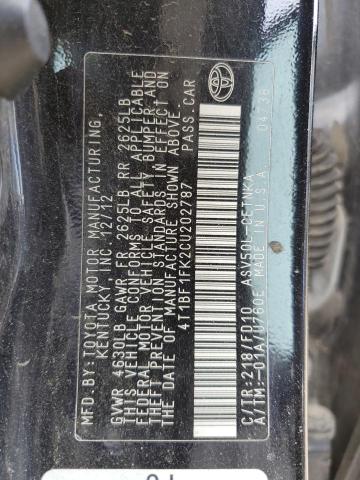 MFD.BY: TOYOTA MOTOR MANUFACTURING,
KENTUCKY, INC. 12/12
GVWR 4630LB GAWR FR 2625LB RR 2625LB
THIS VEHICLE CONFORMS TO ALL APPLICABLE
FEDERAL MOTOR VEHICLE SAFETY, BUMPER, AND
THEFT PREVENTION STANDARDS IN EFFECT ON
THE DATE OF MANUFACTURE SHOWN ABOVE.
4T1BF1FK2CU202787 PASS.CAR
C/TR:218/FD10 ASV50L-CETNKA
A/TM:-01A/U760E MADE IN U.S.A. 04.36